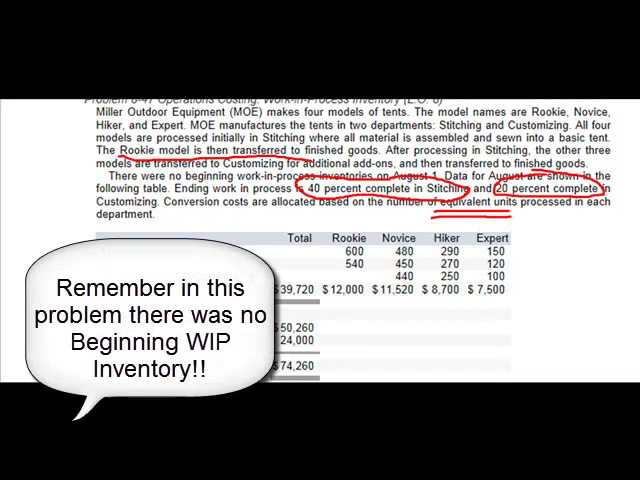 Problem 8-47 Operations Costing: Work-in-Process Inventory (L.O. 6)
Miller Outdoor Equipment (MOE) makes four models of tents. The model names are Rookie, Novice,
Hiker, and Expert. MOE manufactures the tents in two departments: Stitching and Customizing. All four
models are processed initially in Stitching where all material is assembled and sewn into a basic tent.
The Rookie model is then transferred to finished goods. After processing in Stitching, the other three
models are transferred to Customizing for additional add-ons, and then transferred to finished goods.
There were no beginning work-in-process inventories on August 1. Data for August are shown in the
following table. Ending work in process is 40 percent complete in Stitching and 20 percent complete in
Customizing. Conversion costs are allocated based on the number of equivalent units processed in each
department.
Total Rookie Novice Hiker Expert
600 480 290 150
540 450 270 120
440 250 100
$39,720 $12,000 $11,520 $ 8,700 $ 7,500
$50,260
24,000
$74,260
Remember in this
problem there was no
Beginning WIP
Inventory!!